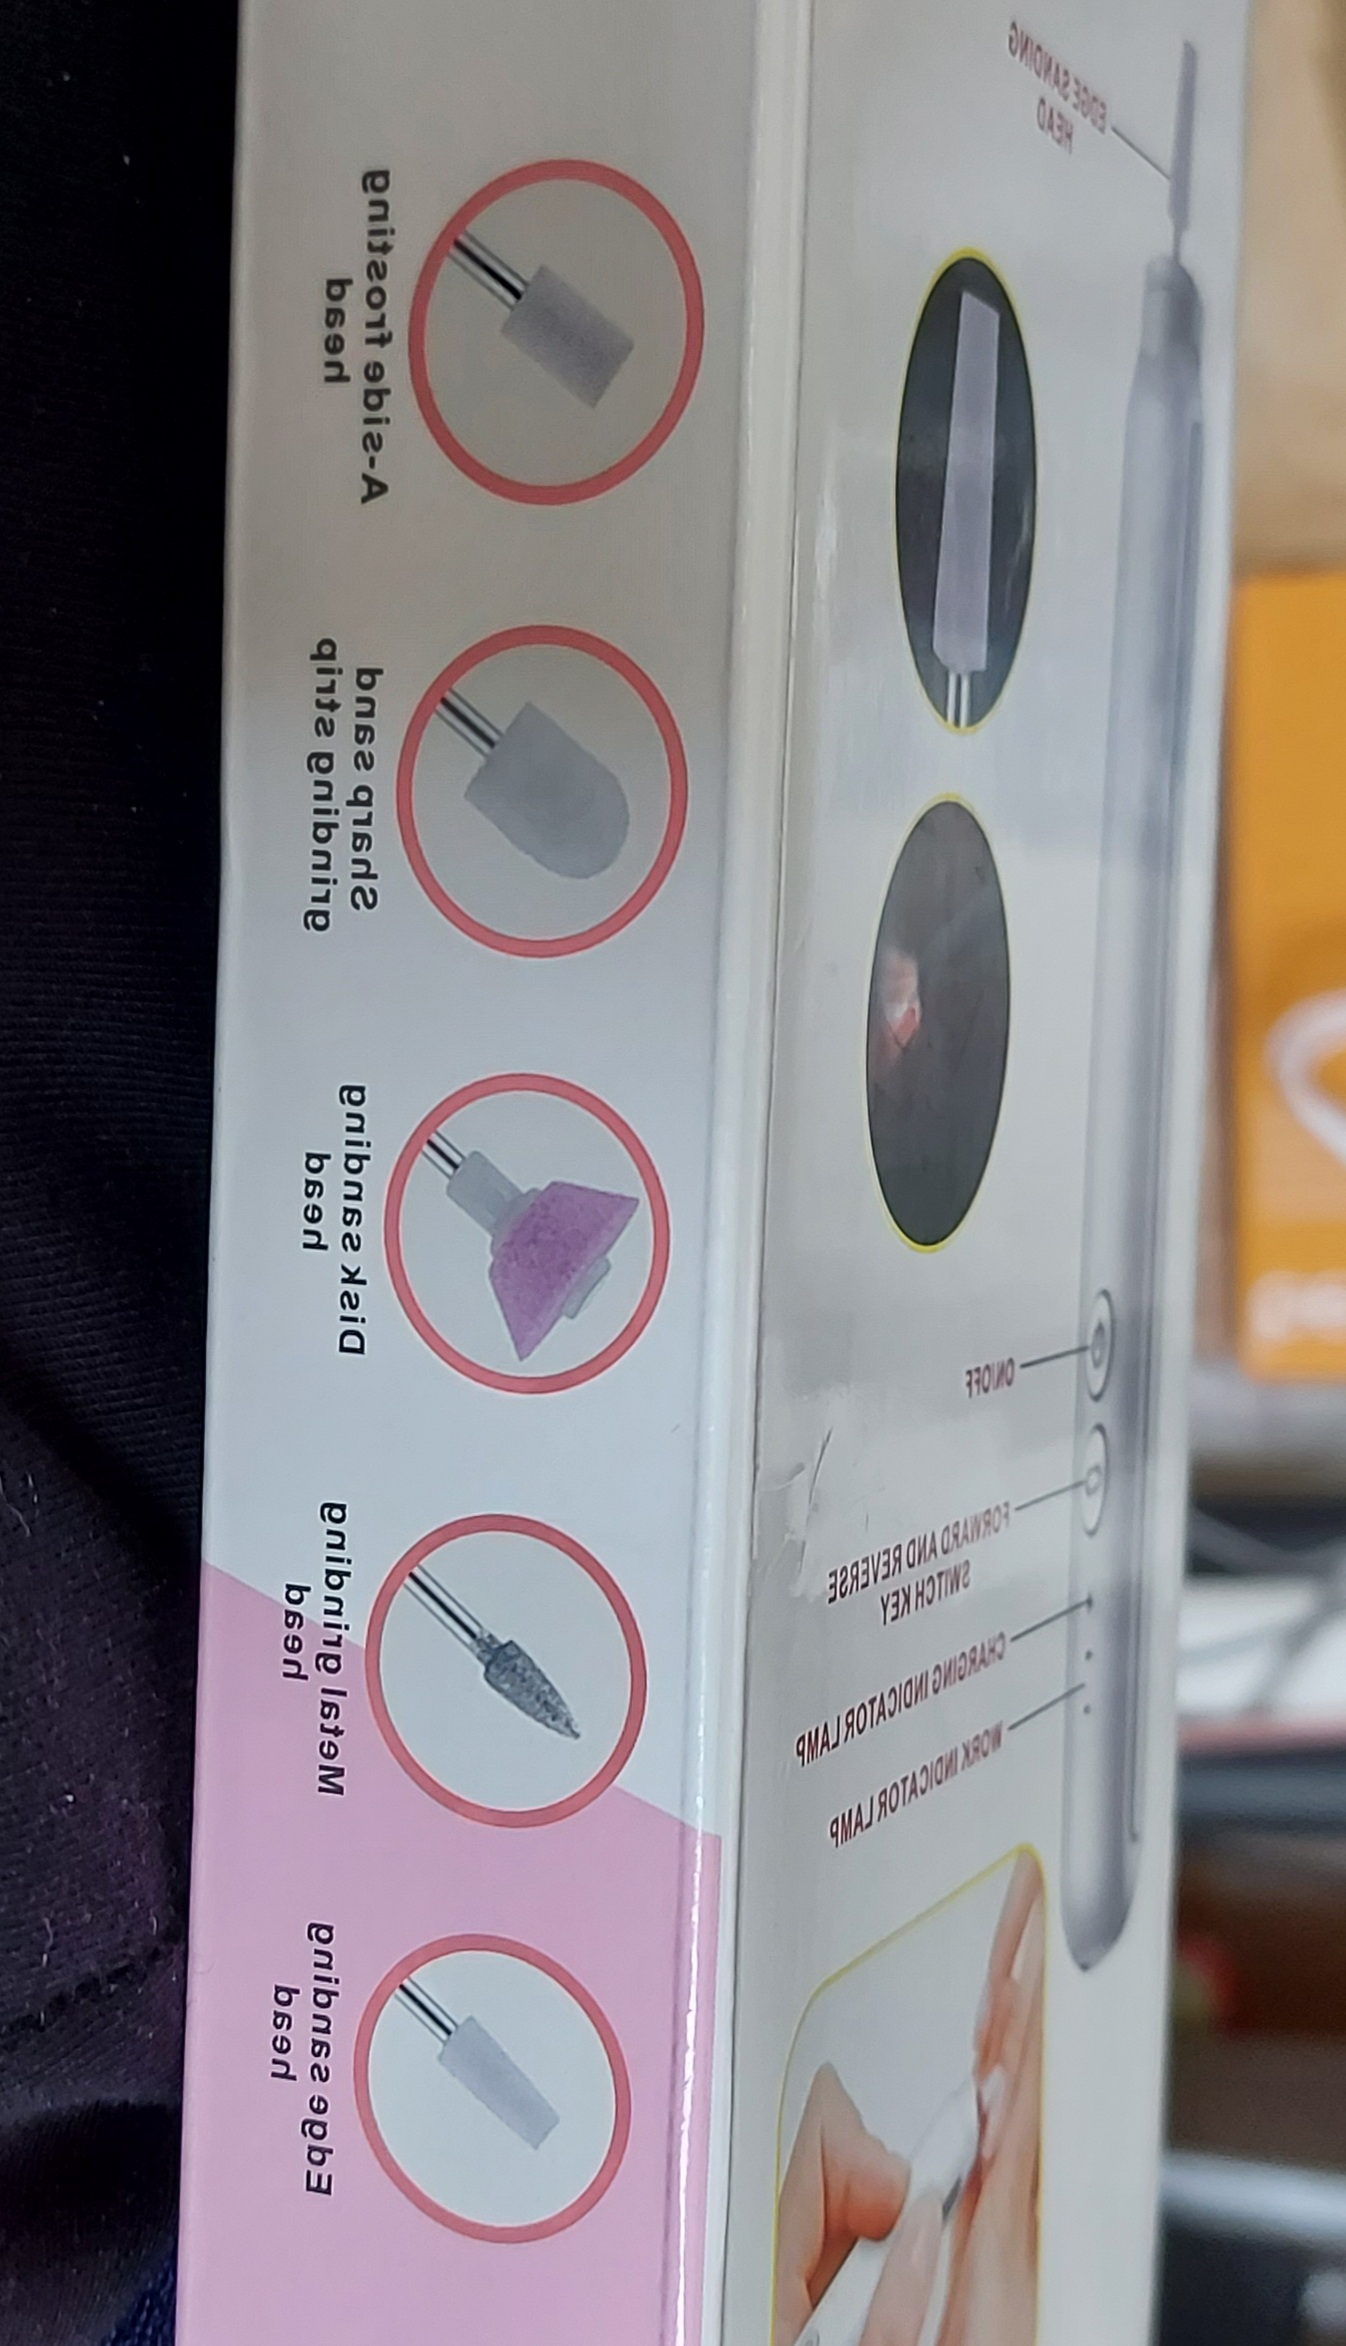 A-side frosting
head
Sharp sand
grinding strip
Disk sanding
head
Metal grinding
head
Edge sanding
head
EDGE SANDING
HEAD
ON/OFF
FORWARD AND REVERSE
SWITCH KEY
CHARGING INDICATOR LAMP
WORK INDICATOR LAMP